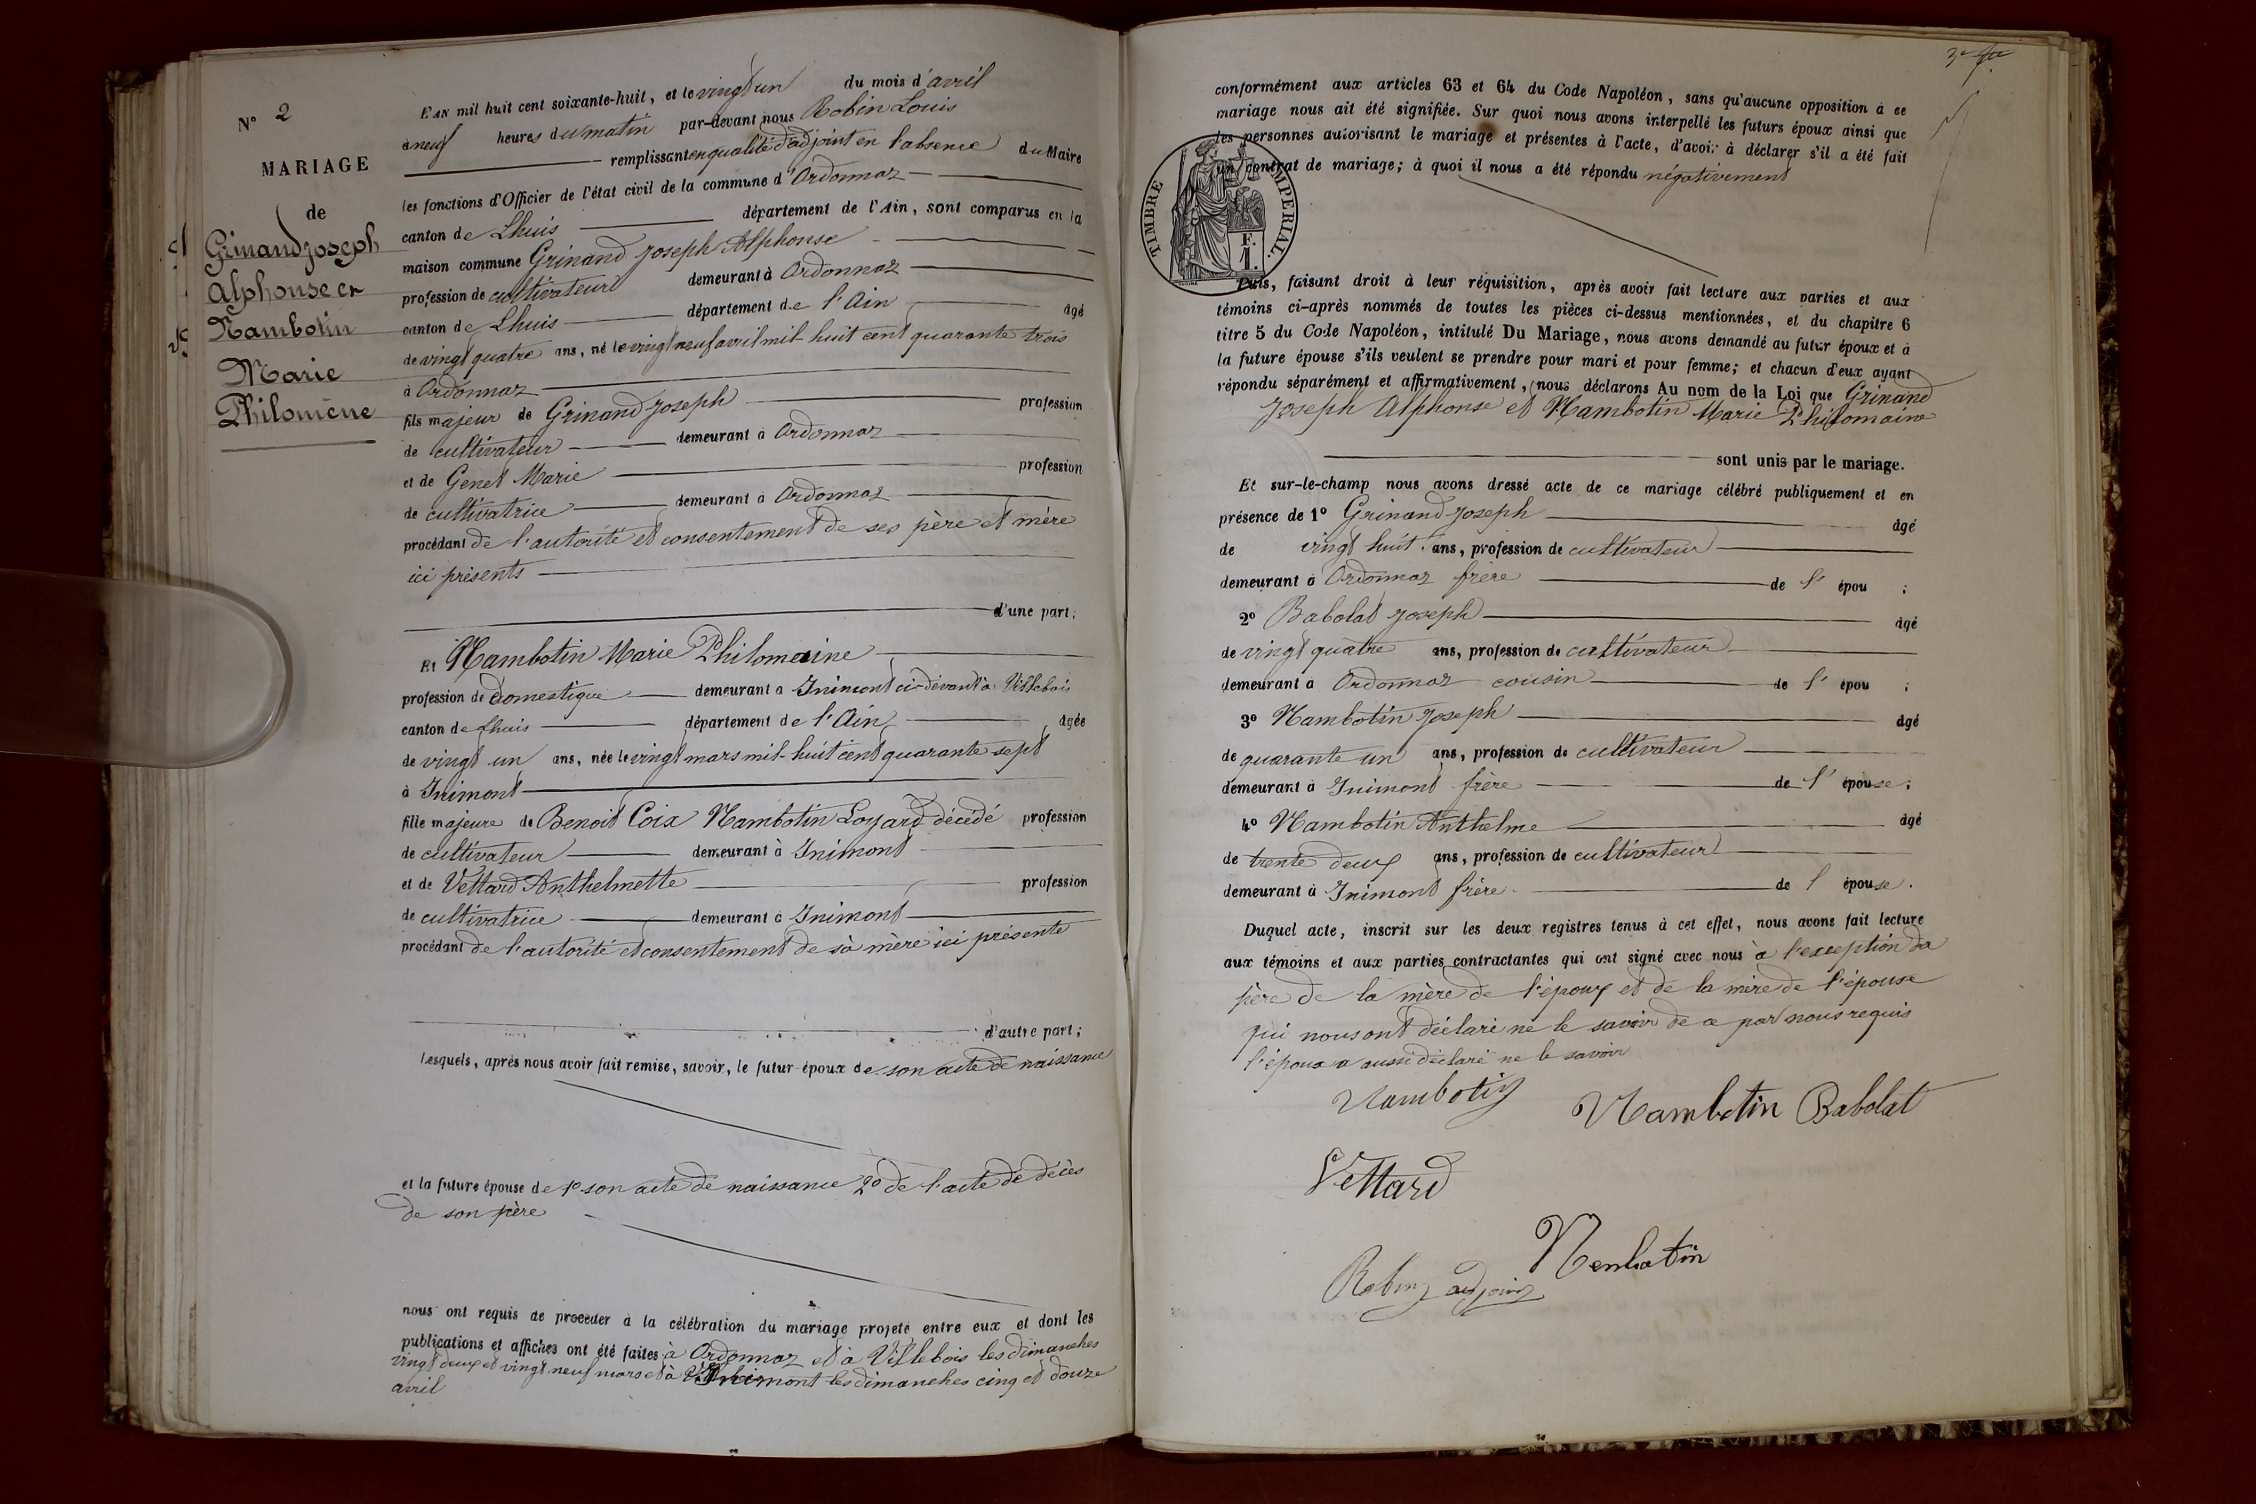 N° 2
MARIAGE
de
Grinand Joseph
Alphonse et
Nambotin
Marie
Philomène
L'AN mil huit cent soixante-huit, et le vingt un du mois d'avril
à neuf heures du matin par-devant nous Robin Louis
remplissant en qualité d'adjoint en l'absence du Maire
les fonctions d'Officier de l'état civil de la commune d'Ordonnaz
canton de Lhuis département de l'Ain, sont comparus en la
maison commune Grinand Joseph Alphonse
profession de cultivateur demeurant à Ordonnaz
canton de Lhuis département de l'Ain âgé
de vingt quatre ans, né le vingt neuf avril mil huit cent quarante trois
à Ordonnaz
fils majeur de Grinand Joseph profession
de cultivateur demeurant à Ordonnaz
et de Genet Marie profession
de cultivatrice demeurant à Ordonnaz
procédant de l'autorité et consentement de ses père et mère
ici présents
d'une part;
Et Nambotin Marie Philomaine
profession de domestique demeurant à Inimont ci-devant à Villebois
canton de Lhuis département de l'Ain âgée
de vingt un ans, née le vingt mars mil huit cent quarante sept
à Inimont
fille majeure de Benoit Coix Nambotin Loyard décédé profession
de cultivateur demeurant à Inimont
et de Vettard Anthelmette profession
de cultivatrice demeurant à Inimont
procédant de l'autorité et consentement de sa mère ici présente
d'autre part;
Lesquels, après nous avoir fait remise, savoir, le futur époux de son acte de naissance
et la future épouse de 1° son acte de naissance 2° de l'acte de décès
de son père
nous ont requis de procéder à la célébration du mariage projeté entre eux et dont les
publications et affiches ont été faites à Ordonnaz et à Villebois les dimanches
vingt deux et vingt neuf mars et à Inimont les dimanches cinq et douze
avril
conformément aux articles 63 et 64 du Code Napoléon, sans qu'aucune opposition à ce
mariage nous ait été signifiée. Sur quoi nous avons interpellé les futurs époux ainsi que
les personnes autorisant le mariage et présentes à l'acte, d'avoir à déclarer s'il a été fait
un contrat de mariage; à quoi il nous a été répondu négativement
TIMBRE IMPERIAL.
F.
1.
Puis, faisant droit à leur réquisition, après avoir fait lecture aux parties et aux
témoins ci-après nommés de toutes les pièces ci-dessus mentionnées, et du chapitre 6
titre 5 du Code Napoléon, intitulé Du Mariage, nous avons demandé au futur époux et à
la future épouse s'ils veulent se prendre pour mari et pour femme; et chacun d'eux ayant
répondu séparément et affirmativement, nous déclarons Au nom de la Loi que Grinand
Joseph Alphonse et Nambotin Marie Philomaine
sont unis par le mariage.
Et sur-le-champ nous avons dressé acte de ce mariage célébré publiquement et en
présence de 1° Grinand Joseph âgé
de vingt huit ans, profession de cultivateur
demeurant à Ordonnaz frère de l'épou ;
2° Babolat Joseph âgé
de vingt quatre ans, profession de cultivateur
demeurant à Ordonnaz cousin de l'épou ;
3° Nambotin Joseph âgé
de quarante un ans, profession de cultivateur
demeurant à Inimont frère de l'épouse;
4° Nambotin Anthelme âgé
de trente deux ans, profession de cultivateur
demeurant à Inimont frère de l'épouse.
Duquel acte, inscrit sur les deux registres tenus à cet effet, nous avons fait lecture
aux témoins et aux parties contractantes qui ont signé avec nous à l'exception du
père de la mère de l'époux et de la mère de l'épouse
qui nous ont déclaré ne le savoir de ce par nous requis
l'époux a aussi déclaré ne le savoir
Nambotin
Nambotin Babolat
Vettard
Nenbotin
Robin adjoint